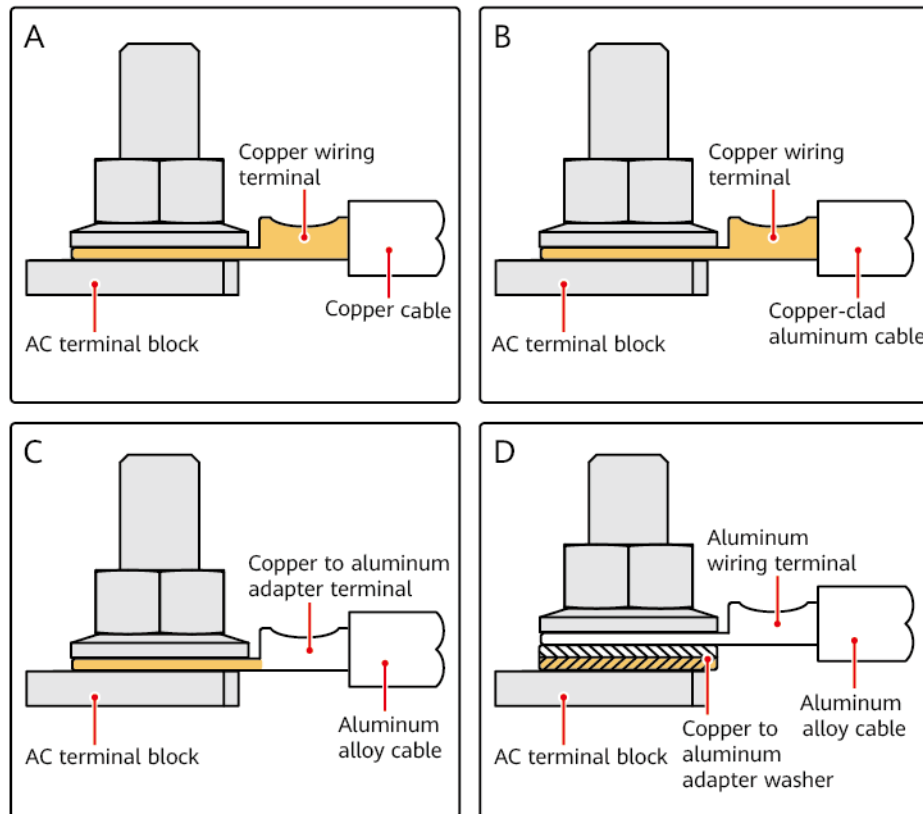 A
Copper wiring
terminal
Copper cable
AC terminal block
B
Copper wiring
terminal
Copper-clad
aluminum cable
AC terminal block
C
Copper to aluminum
adapter terminal
Aluminum
alloy cable
AC terminal block
D
Aluminum
wiring terminal
Aluminum
alloy cable
Copper to
aluminum
adapter washer
AC terminal block